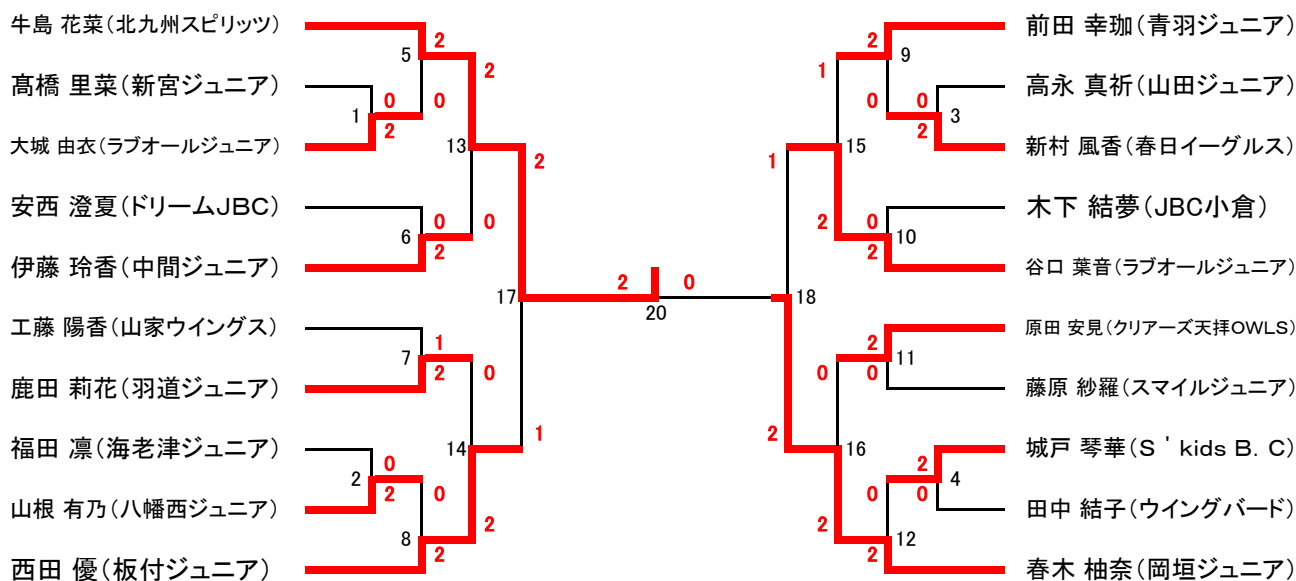 牛島 花菜(北九州スピリッツ)
髙橋 里菜(新宮ジュニア)
大城 由衣(ラブオールジュニア)
安西 澄夏(ドリームJBC)
伊藤 玲香(中間ジュニア)
工藤 陽香(山家ウイングス)
鹿田 莉花(羽道ジュニア)
福田 凛(海老津ジュニア)
山根 有乃(八幡西ジュニア)
西田 優(板付ジュニア)
5
2
0
1
0
2
13
2
0
6
0
2
2
7
1
2
14
0
2
2
0
2
8
0
2
17
1
2
0
20
18
1
2
15
1
2
9
2
0
3
0
2
10
0
2
16
0
2
11
2
0
4
2
0
12
0
2
前田 幸珈(青羽ジュニア)
高永 真祈(山田ジュニア)
新村 風香(春日イーグルス)
木下 結夢(JBC小倉)
谷口 葉音(ラブオールジュニア)
原田 安見(クリアーズ天拝OWLS)
藤原 紗羅(スマイルジュニア)
城戸 琴華(S'kids B.C)
田中 結子(ウイングバード)
春木 柚奈(岡垣ジュニア)